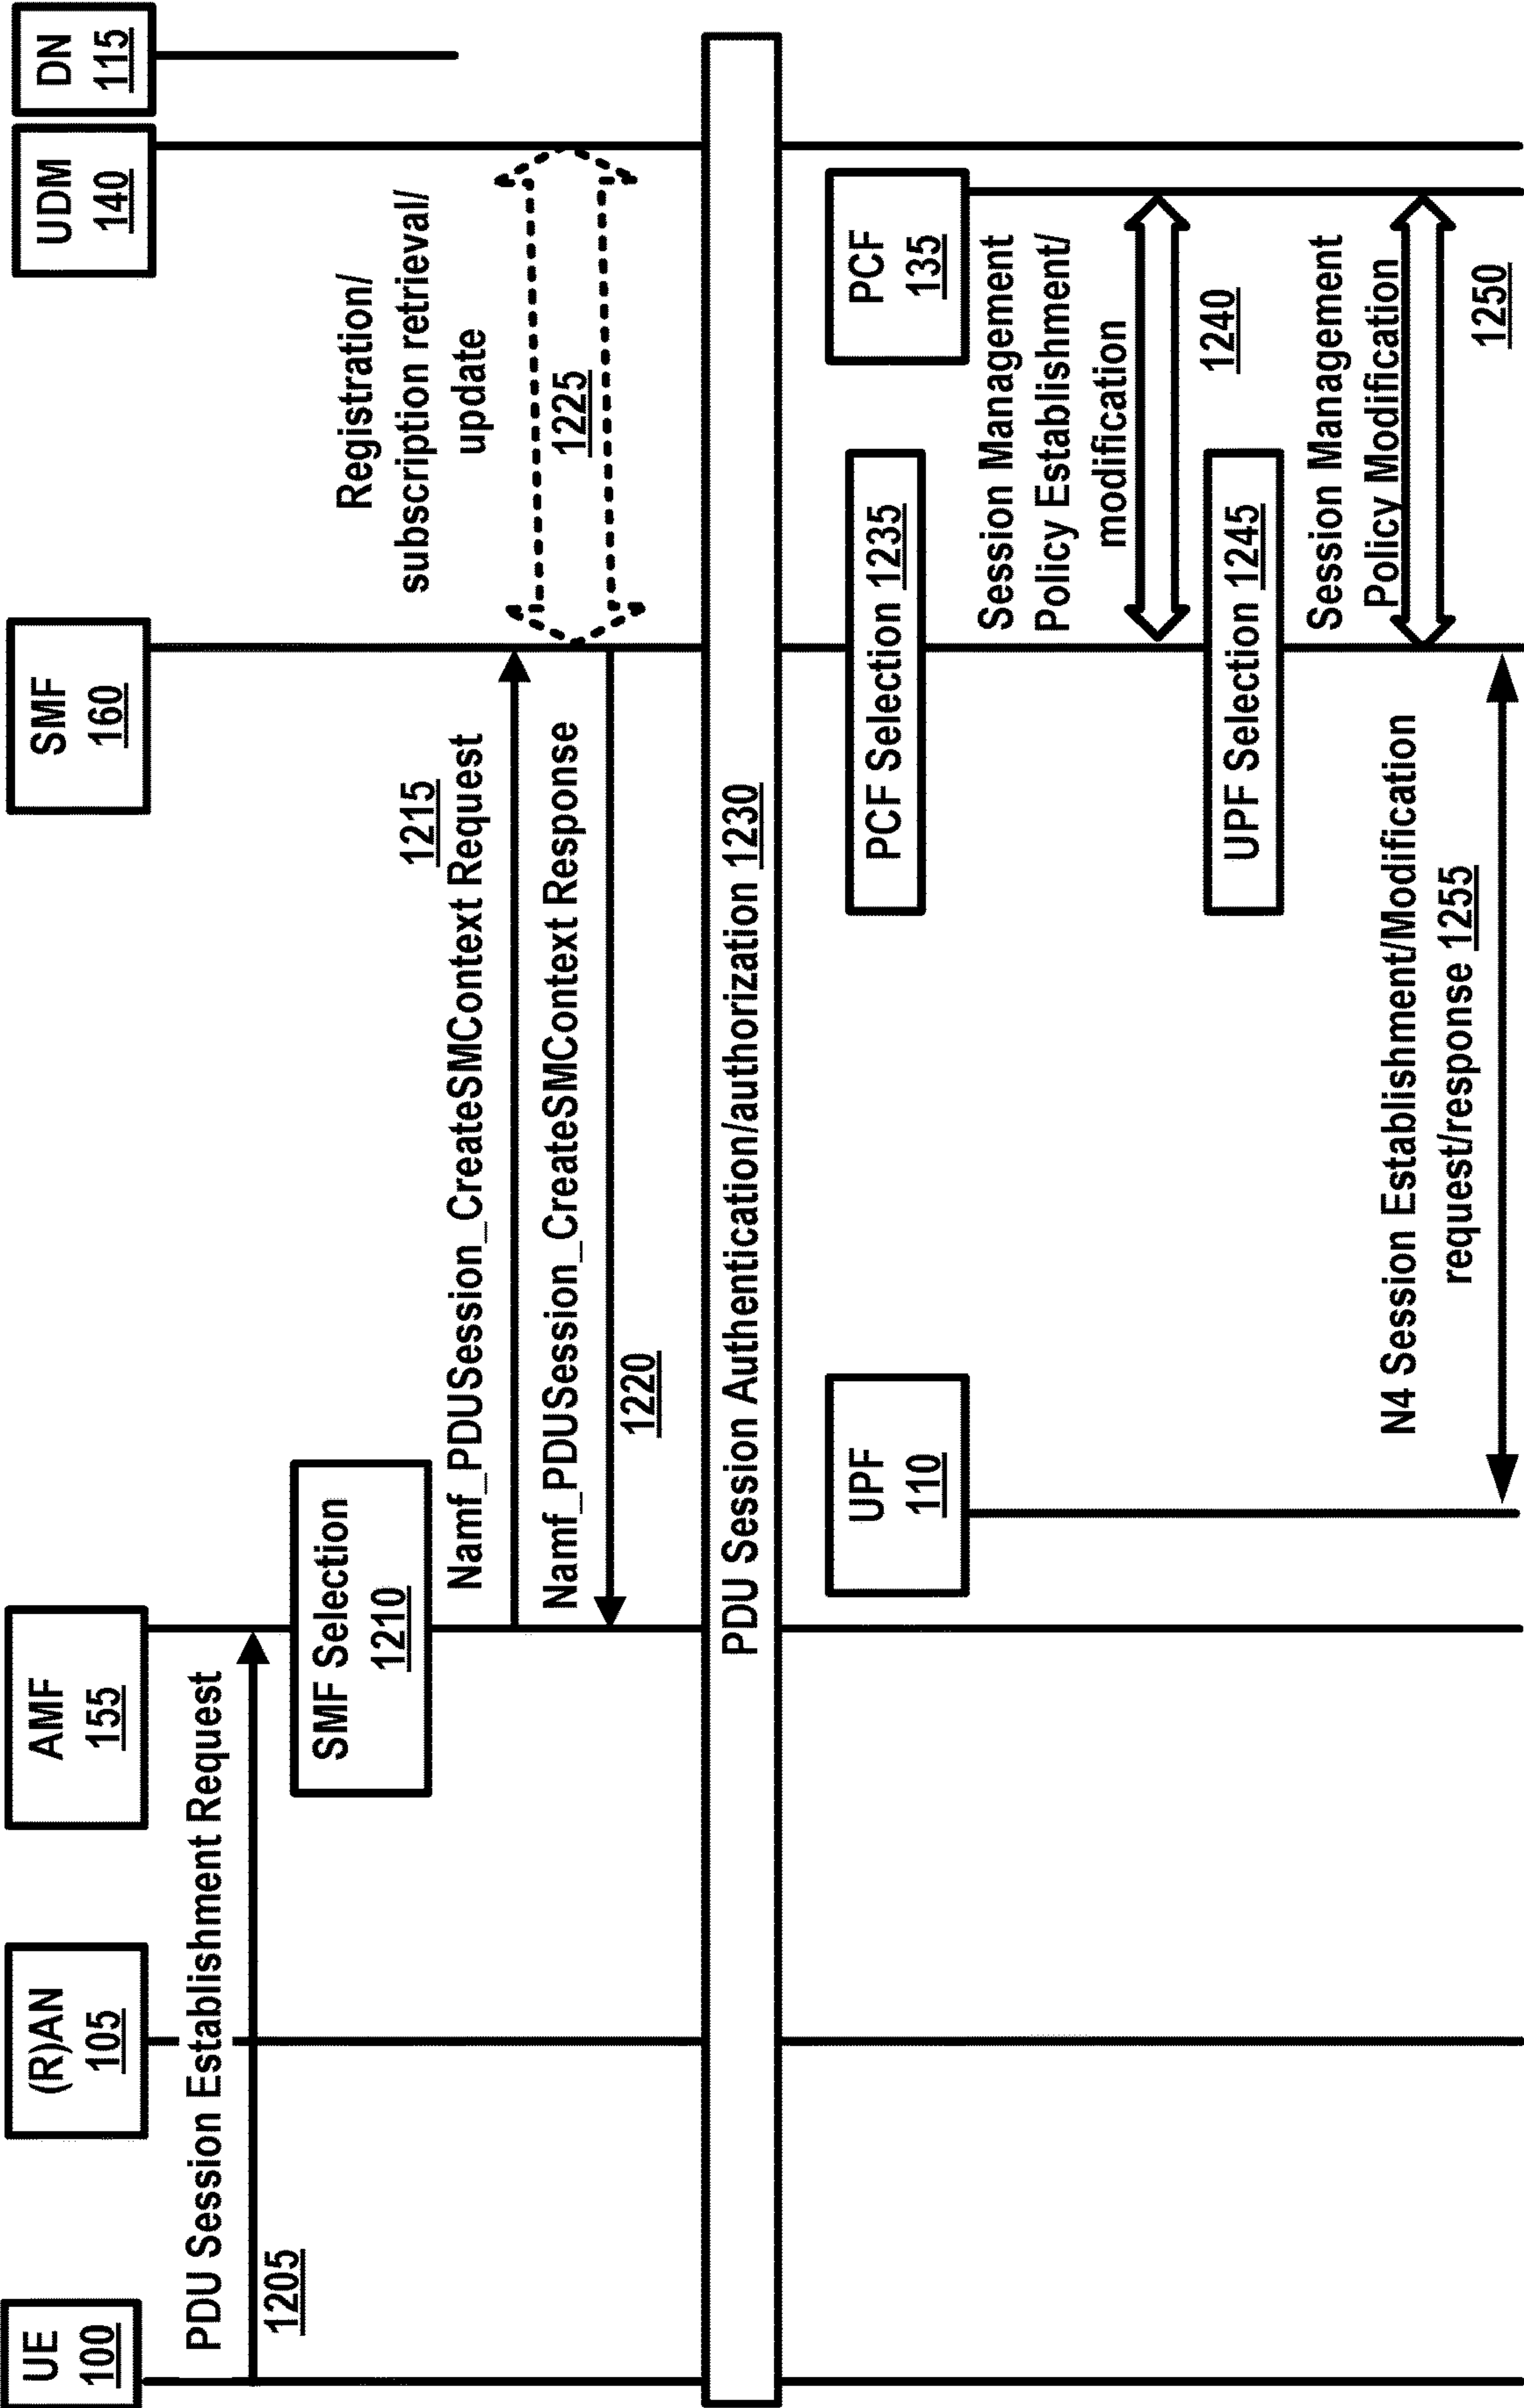 UE
100
(R)AN
105
AMF
155
SMF
160
UDM
140
DN
115
PDU Session Establishment Request
1205
SMF Selection
1210
1215
Namf_PDUSession_CreateSMContext Request
Namf_PDUSession_CreateSMContext Response
1220
Registration/
subscription retrieval/
update
1225
PDU Session Authentication/authorization 1230
UPF
110
PCF
135
PCF Selection 1235
Session Management
Policy Establishment/
modification
1240
UPF Selection 1245
Session Management
Policy Modification
1250
N4 Session Establishment/Modification
request/response 1255